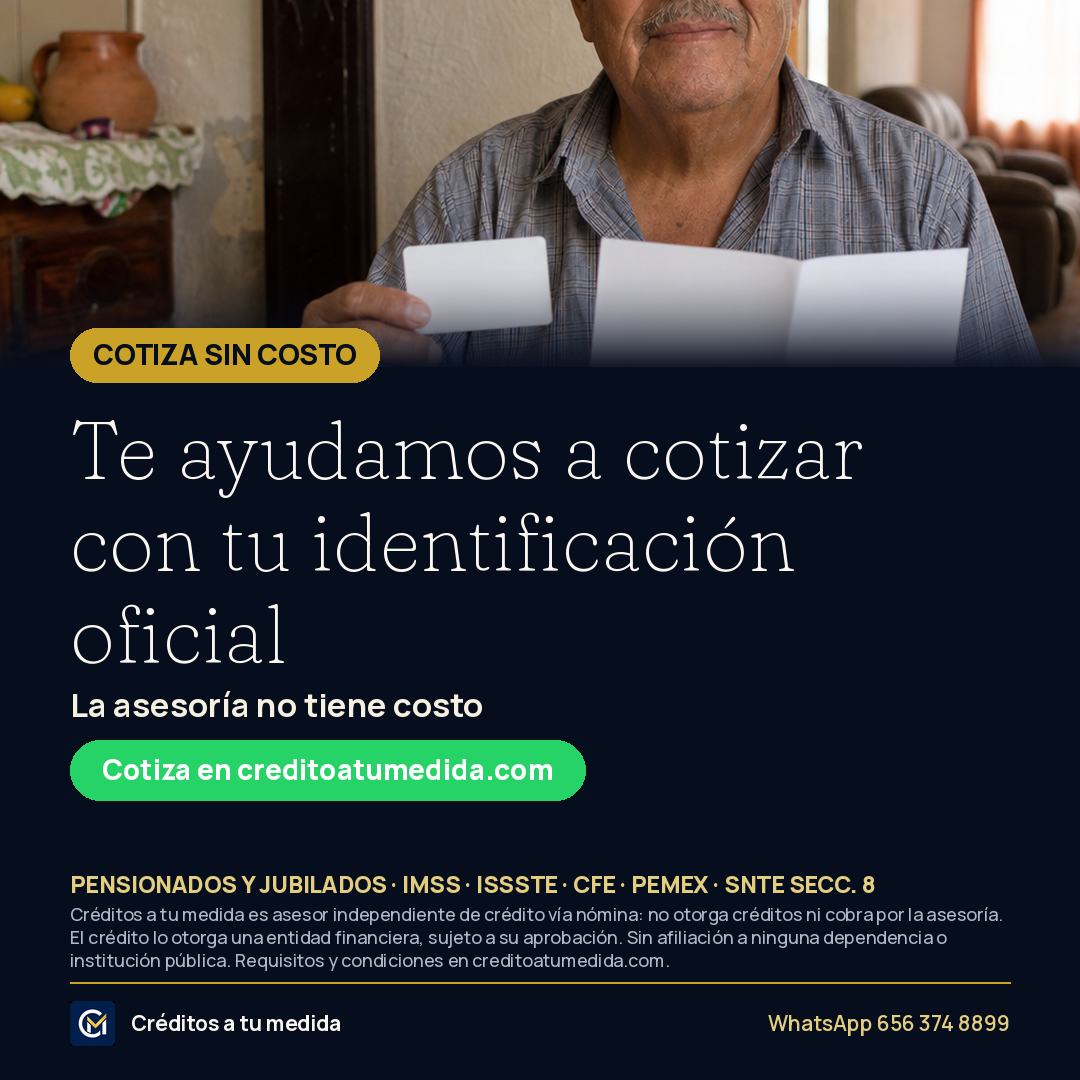 COTIZA SIN COSTO
Te ayudamos a cotizar
con tu identificación
oficial
La asesoría no tiene costo
Cotiza en creditoatumedida.com
PENSIONADOS Y JUBILADOS · IMSS · ISSSTE · CFE · PEMEX · SNTE SECC. 8
Créditos a tu medida es asesor independiente de crédito vía nómina: no otorga créditos ni cobra por la asesoría.
El crédito lo otorga una entidad financiera, sujeto a su aprobación. Sin afiliación a ninguna dependencia o
institución pública. Requisitos y condiciones en creditoatumedida.com.
Créditos a tu medida
WhatsApp 656 374 8899